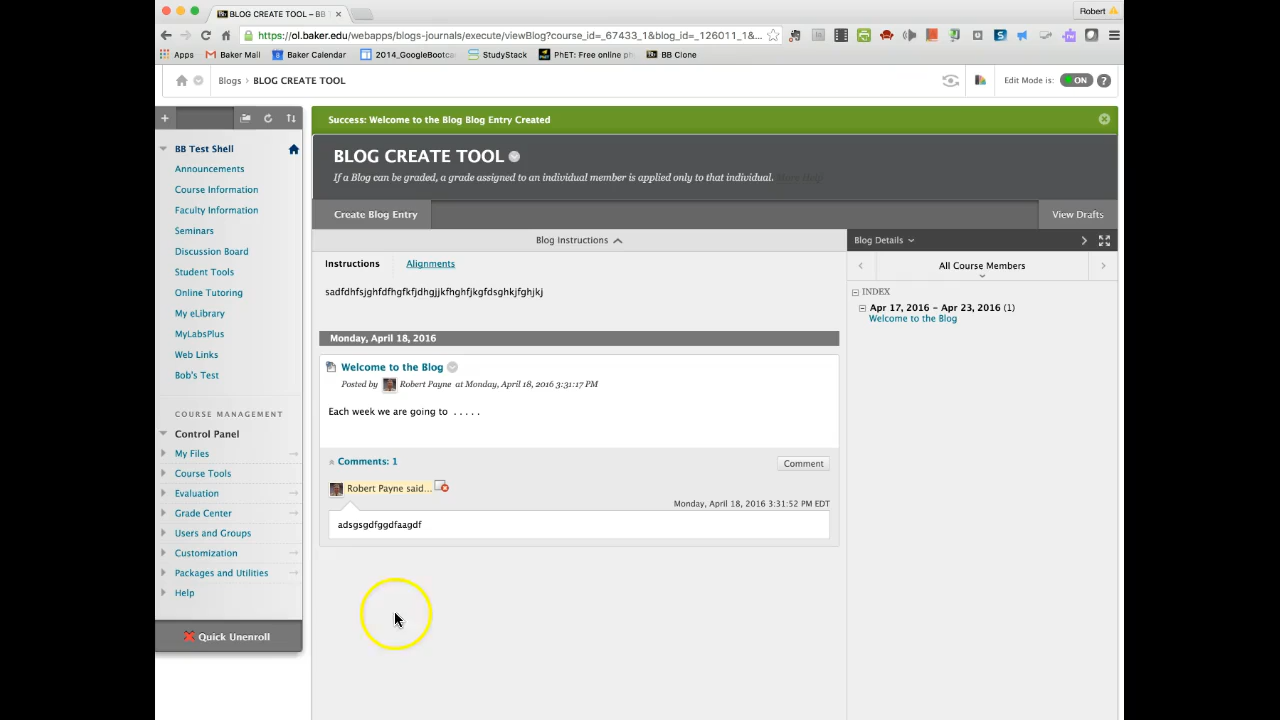 BLOG CREATE TOOL – BB T
Robert
https://ol.baker.edu/webapps/blogs-journals/execute/viewBlog?course_id=_67433_1&blog_id=_126011_1&...
Apps Baker Mail Baker Calendar 2014_GoogleBootca StudyStack PhET: Free online pl BB Clone
Blogs › BLOG CREATE TOOL
Edit Mode is: ON ?
Success: Welcome to the Blog Blog Entry Created
BB Test Shell
Announcements
Course Information
Faculty Information
Seminars
Discussion Board
Student Tools
Online Tutoring
My eLibrary
MyLabsPlus
Web Links
Bob's Test
COURSE MANAGEMENT
Control Panel
My Files
Course Tools
Evaluation
Grade Center
Users and Groups
Customization
Packages and Utilities
Help
Quick Unenroll
BLOG CREATE TOOL
If a Blog can be graded, a grade assigned to an individual member is applied only to that individual. More Help
Create Blog Entry
View Drafts
Blog Instructions
Instructions Alignments
sadfdhfsjghfdfhgfkfjdhgjjkfhghfjkgfdsghkjfghjkj
Monday, April 18, 2016
Welcome to the Blog
Posted by Robert Payne at Monday, April 18, 2016 3:31:17 PM
Each week we are going to . . . . .
Comments: 1
Comment
Robert Payne said...
Monday, April 18, 2016 3:31:52 PM EDT
adsgsgdfggdfaagdf
Blog Details
All Course Members
INDEX
Apr 17, 2016 – Apr 23, 2016 (1)
Welcome to the Blog